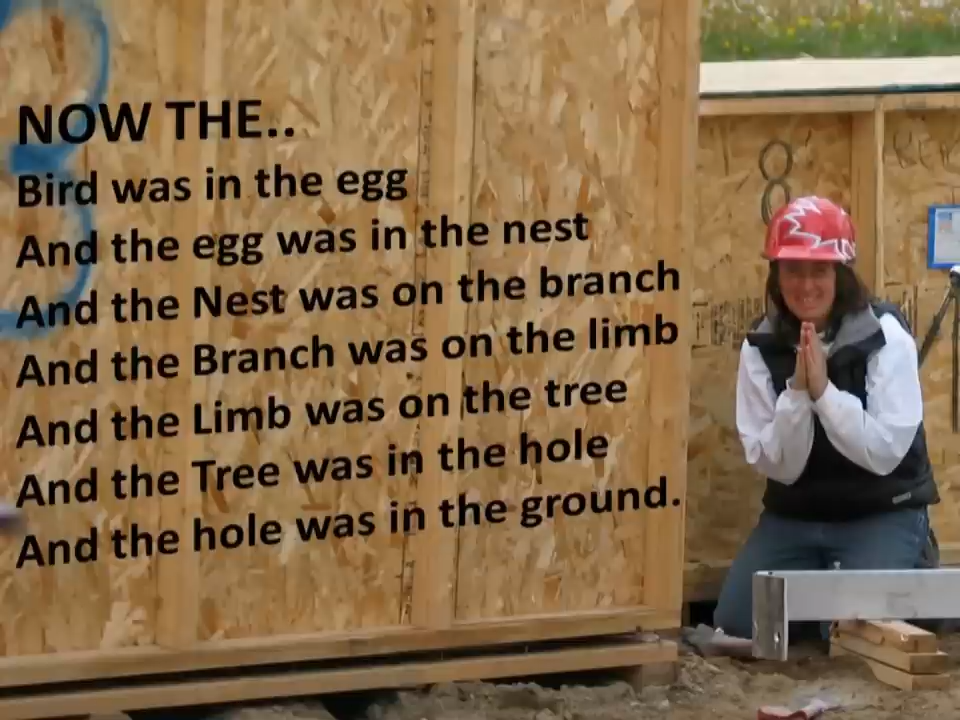 NOW THE..
Bird was in the egg
And the egg was in the nest
And the Nest was on the branch
And the Branch was on the limb
And the Limb was on the tree
And the Tree was in the hole
And the hole was in the ground.
8